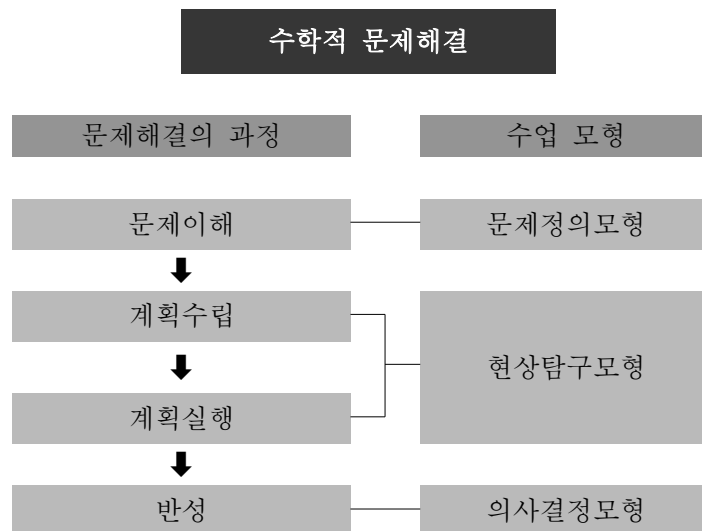 수학적 문제해결
문제해결의 과정
수업 모형
문제이해
문제정의모형
계획수립
현상탐구모형
계획실행
반성
의사결정모형